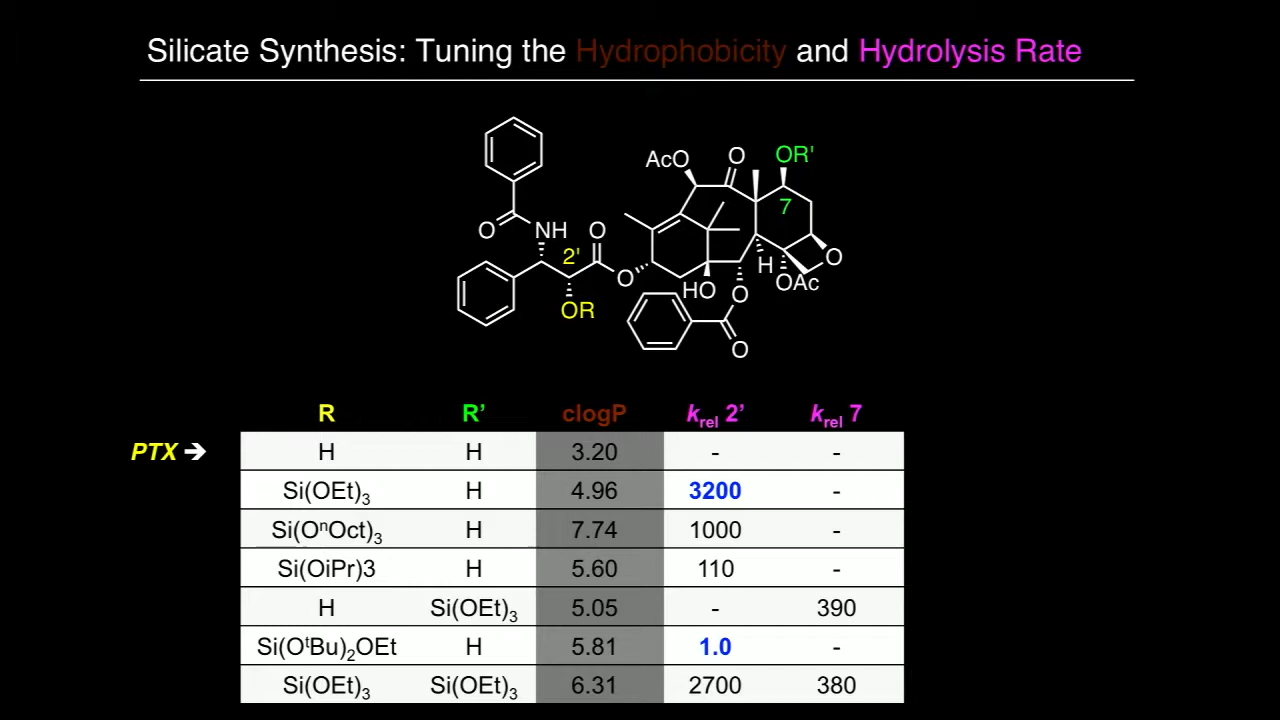 Silicate Synthesis: Tuning the Hydrophobicity and Hydrolysis Rate
AcO O OR'
7
O NH O
2'
O H O
HO O OAc
OR
O
R R’ clogP krel 2’ krel 7
PTX ➔ H H 3.20 - -
Si(OEt)3 H 4.96 3200 -
Si(OnOct)3 H 7.74 1000 -
Si(OiPr)3 H 5.60 110 -
H Si(OEt)3 5.05 - 390
Si(OtBu)2OEt H 5.81 1.0 -
Si(OEt)3 Si(OEt)3 6.31 2700 380